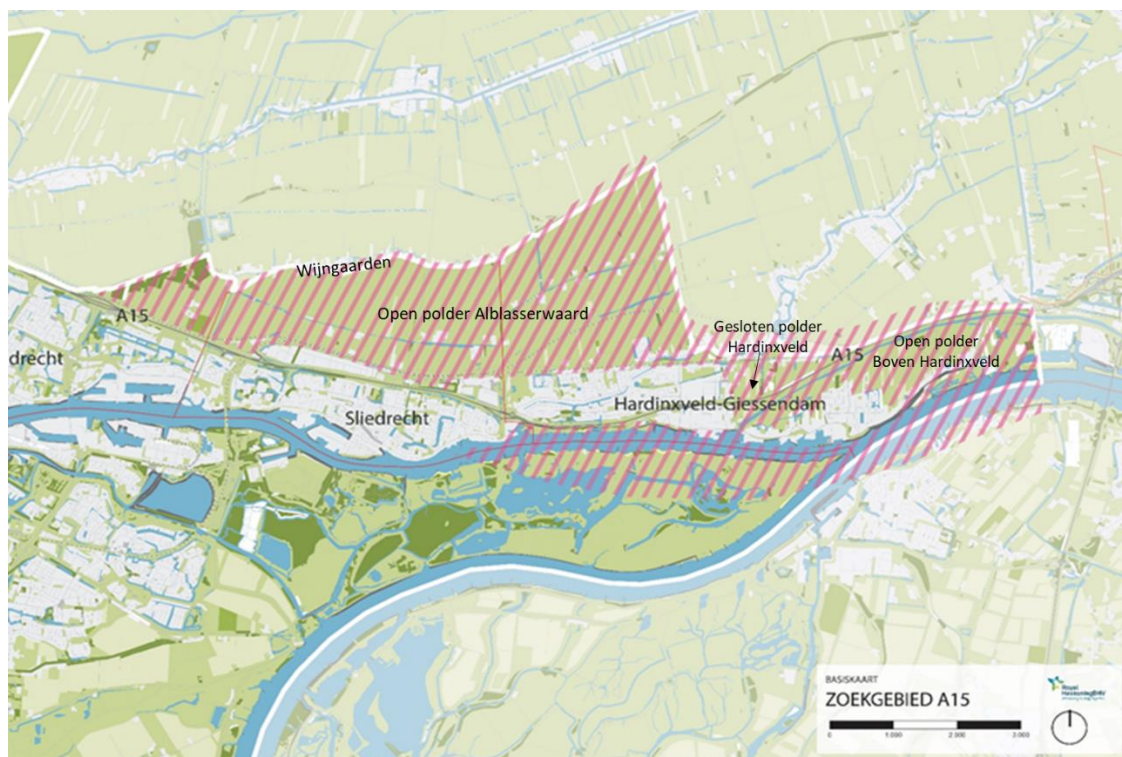 Wijngaarden
A15
Open polder Alblasserwaard
Gesloten polder
Hardinxveld
A15
Open polder
Boven Hardinxveld
drecht
Sliedrecht
Hardinxveld-Giessendam
BASISKAART
ZOEKGEBIED A15
Royal
HaskoningDHV
0 1.000 2.000 3.000